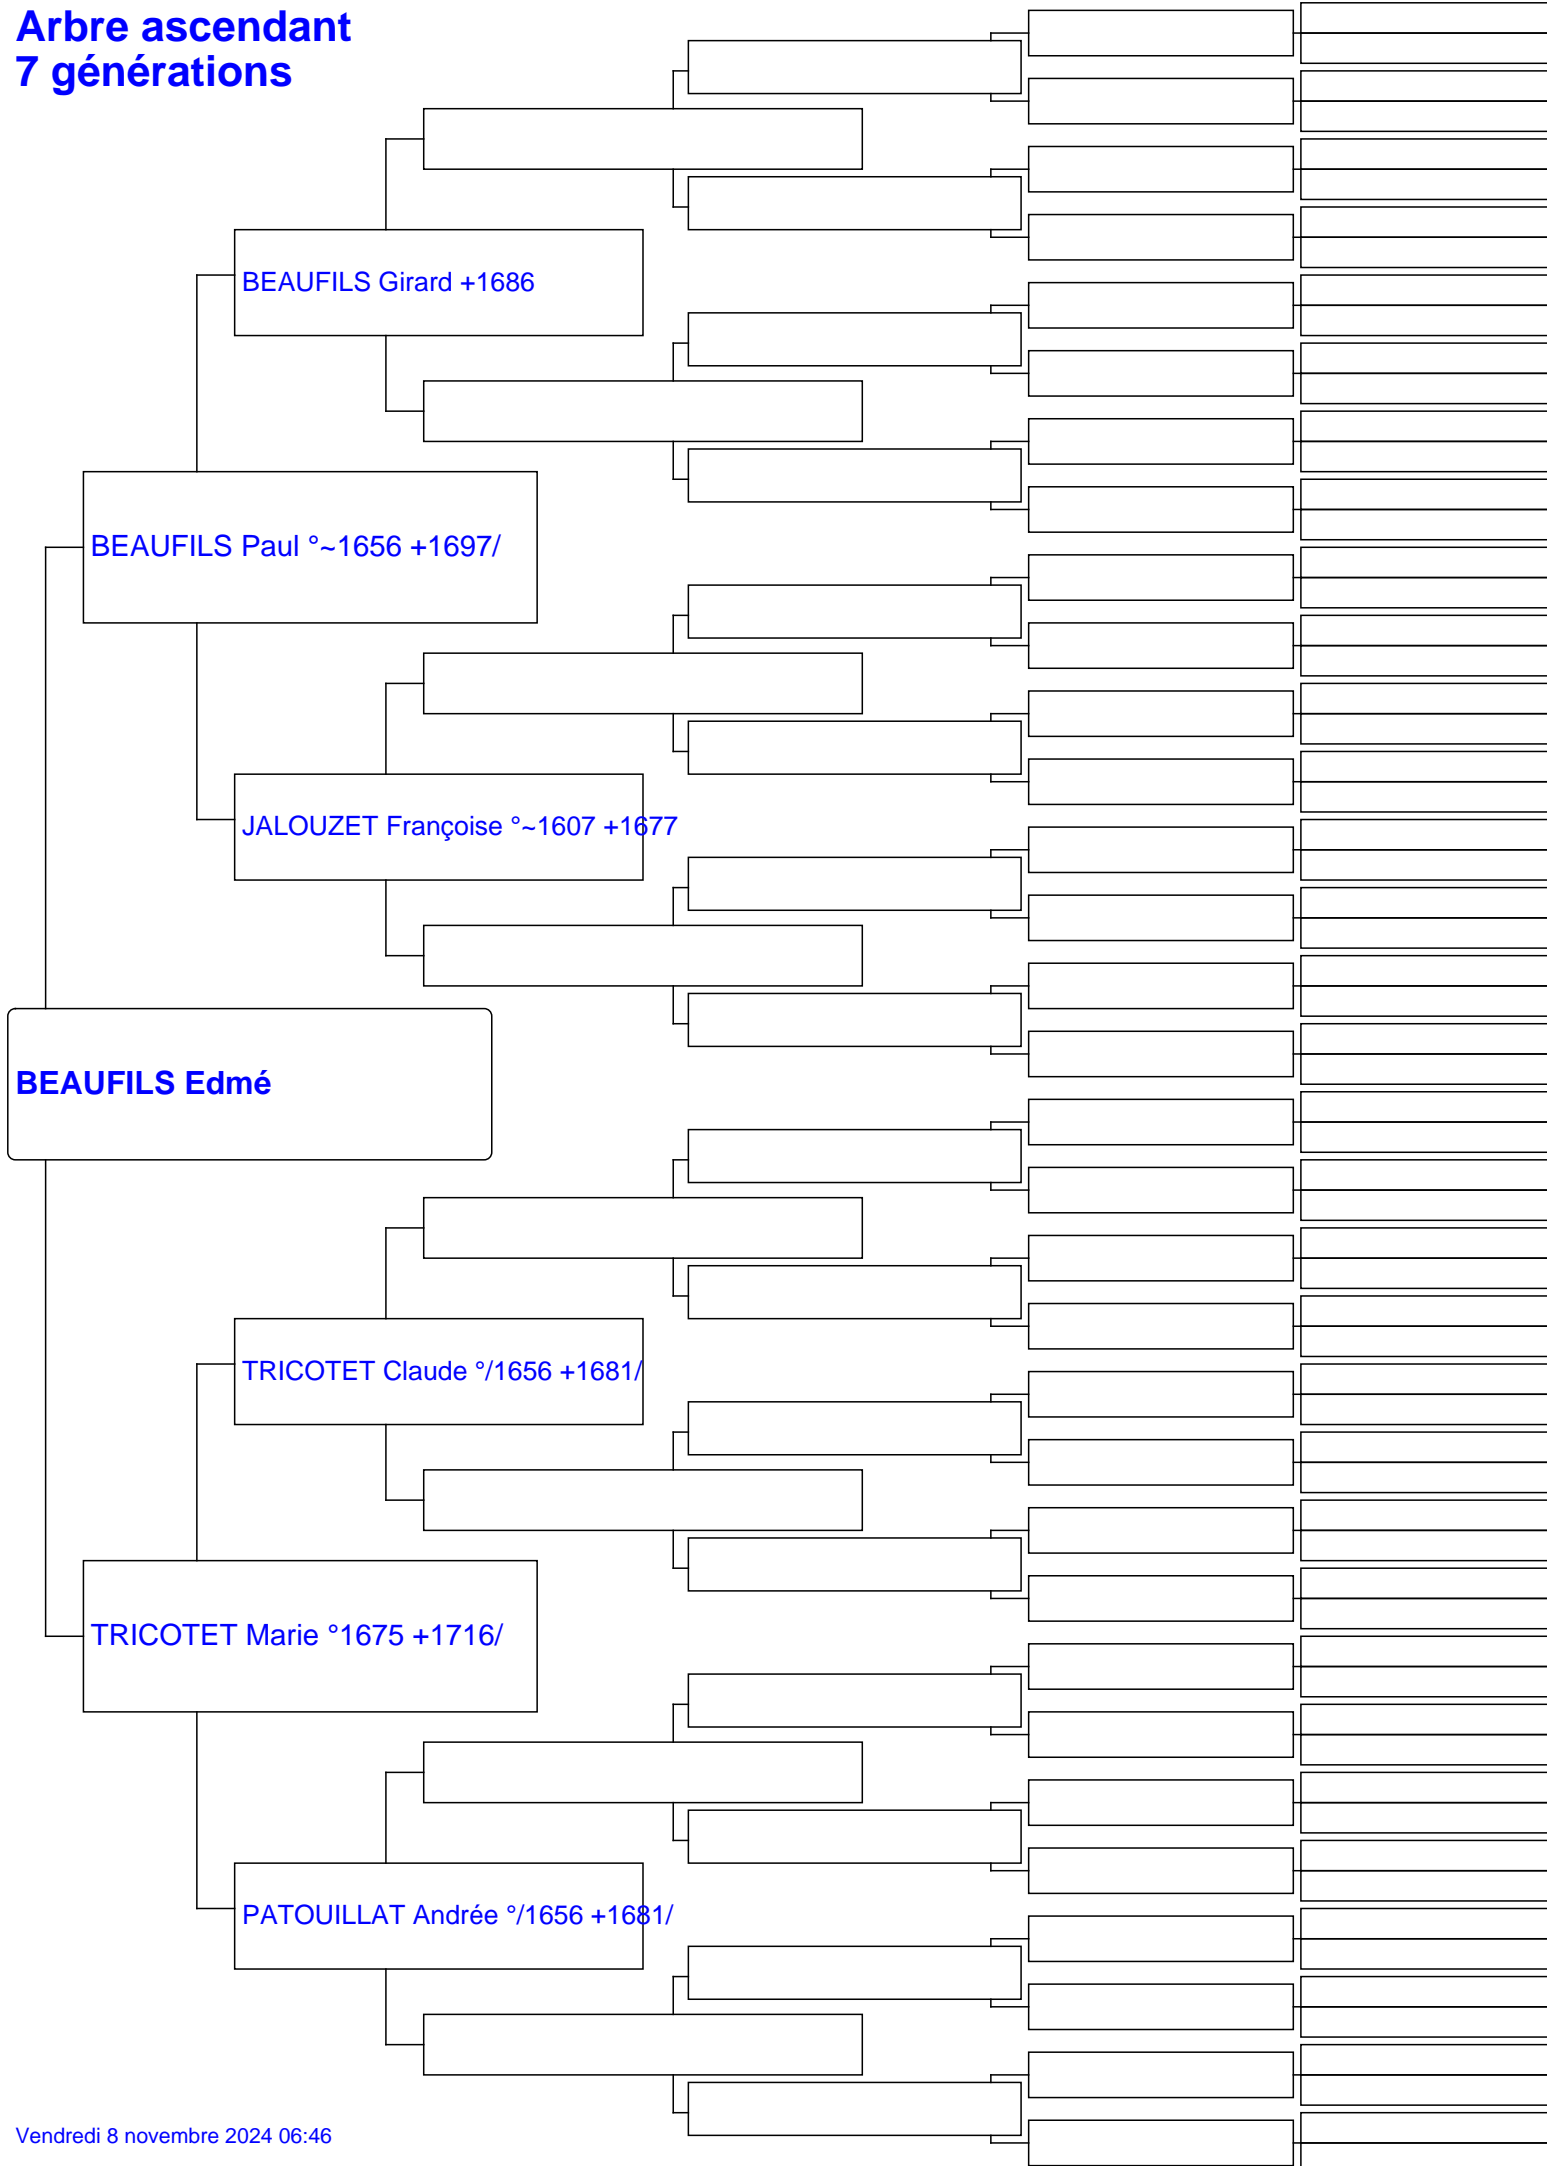 Arbre ascendant
7 générations
BEAUFILS Girard +1686
BEAUFILS Paul °~1656 +1697/
JALOUZET Françoise °~1607 +1677
BEAUFILS Edmé
TRICOTET Claude °/1656 +1681/
TRICOTET Marie °1675 +1716/
PATOUILLAT Andrée °/1656 +1681/
Vendredi 8 novembre 2024 06:46